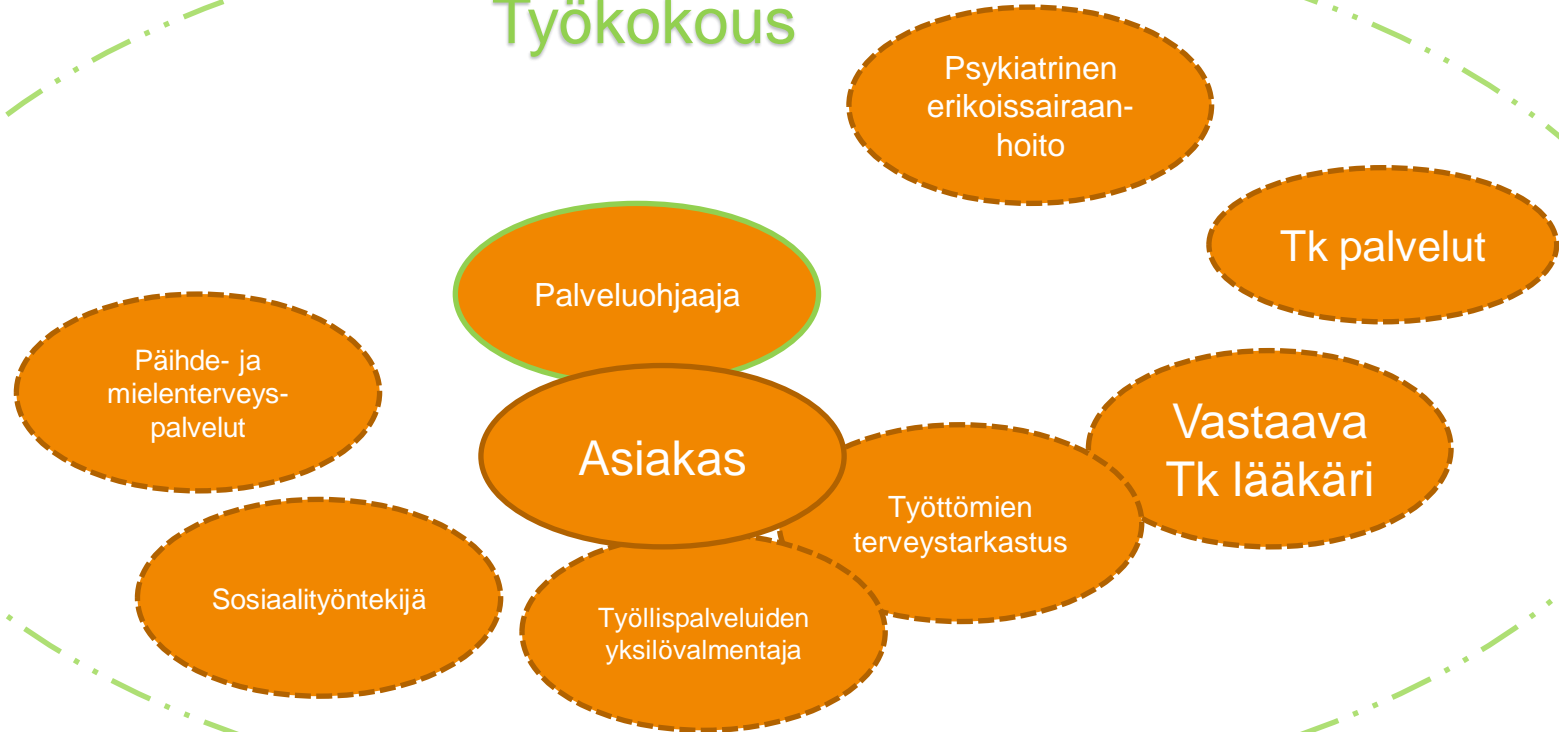 Työkokous
Psykiatrinen
erikoissairaan-
hoito
Tk palvelut
Palveluohjaaja
Päihde- ja
mielenterveys-
palvelut
Asiakas
Vastaava
Tk lääkäri
Työttömien
terveystarkastus
Sosiaalityöntekijä
Työllispalveluiden
yksilövalmentaja